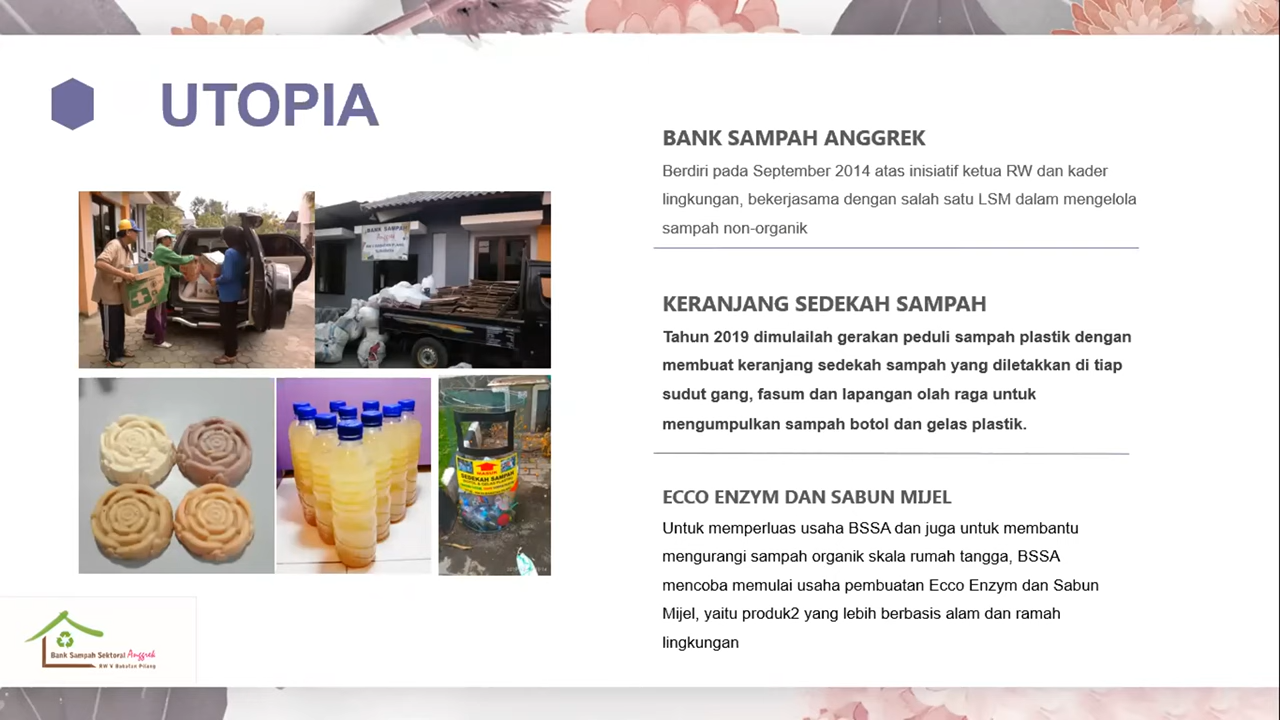 UTOPIA
BANK SAMPAH ANGGREK
Berdiri pada September 2014 atas inisiatif ketua RW dan kader
lingkungan, bekerjasama dengan salah satu LSM dalam mengelola
sampah non-organik
KERANJANG SEDEKAH SAMPAH
Tahun 2019 dimulailah gerakan peduli sampah plastik dengan
membuat keranjang sedekah sampah yang diletakkan di tiap
sudut gang, fasum dan lapangan olah raga untuk
mengumpulkan sampah botol dan gelas plastik.
ECCO ENZYM DAN SABUN MIJEL
Untuk memperluas usaha BSSA dan juga untuk membantu
mengurangi sampah organik skala rumah tangga, BSSA
mencoba memulai usaha pembuatan Ecco Enzym dan Sabun
Mijel, yaitu produk2 yang lebih berbasis alam dan ramah
lingkungan
BANK SAMPAH
Anggrek
MASUK
SEDEKAH SAMPAH
Bank Sampah Sektoral Anggrek
RW V Bukatan Pilang